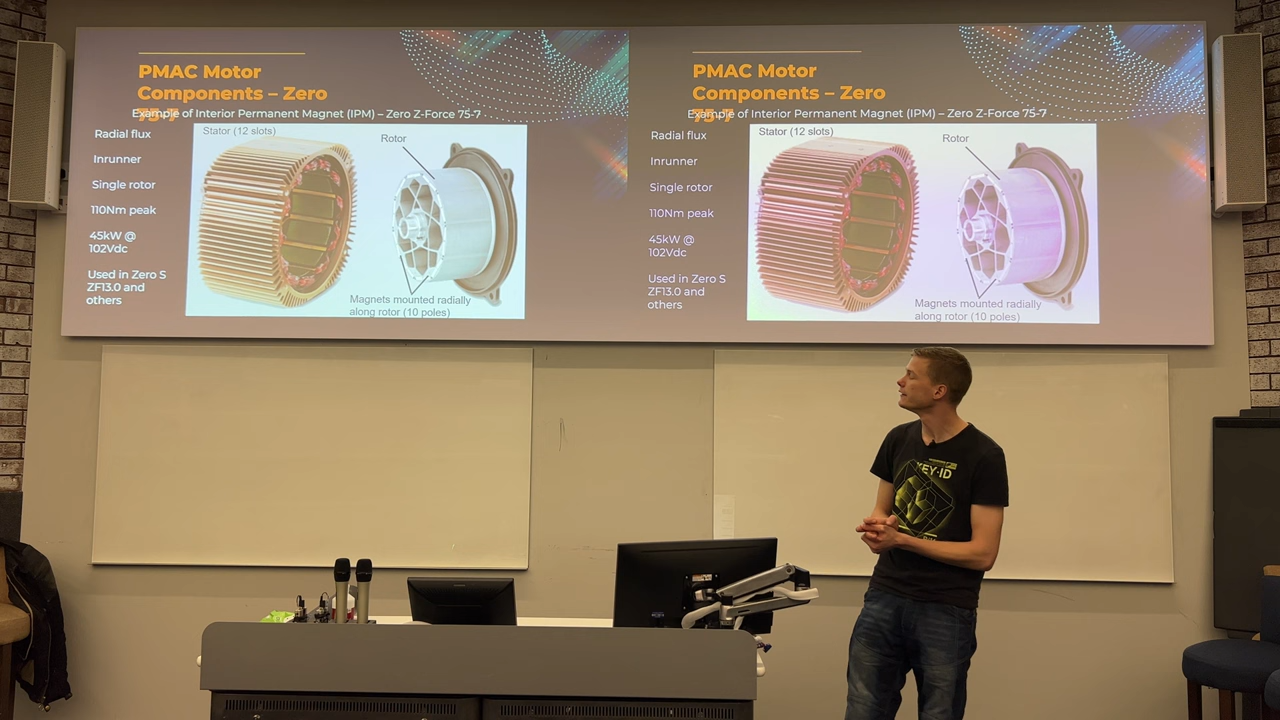 PMAC Motor
Components – Zero
75-7
Example of Interior Permanent Magnet (IPM) – Zero Z-Force 75-7
Radial flux
Inrunner
Single rotor
110Nm peak
45kW @
102Vdc
Used in Zero S
ZF13.0 and
others
Stator (12 slots)
Rotor
Magnets mounted radially
along rotor (10 poles)
PMAC Motor
Components – Zero
75-7
Example of Interior Permanent Magnet (IPM) – Zero Z-Force 75-7
Radial flux
Inrunner
Single rotor
110Nm peak
45kW @
102Vdc
Used in Zero S
ZF13.0 and
others
Stator (12 slots)
Rotor
Magnets mounted radially
along rotor (10 poles)
KEY-ID